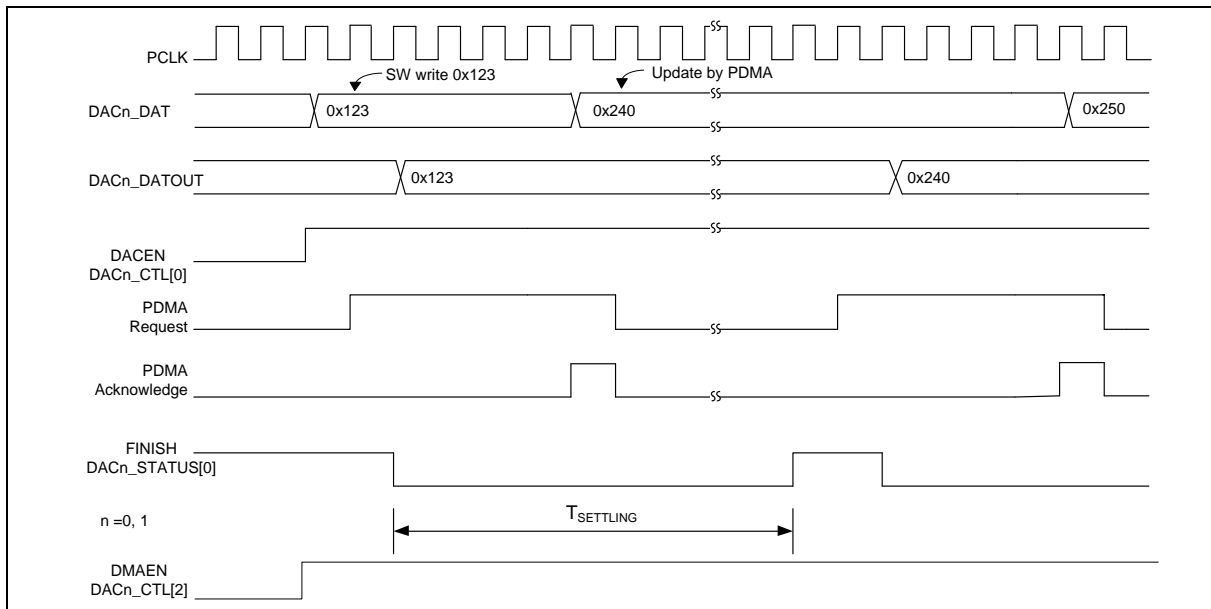 PCLK
SW write 0x123
Update by PDMA
DACn_DAT
0x123
0x240
0x250
DACn_DATOUT
0x123
0x240
DACEN
DACn_CTL[0]
PDMA
Request
PDMA
Acknowledge
FINISH
DACn_STATUS[0]
n =0, 1
TSETTLING
DMAEN
DACn_CTL[2]